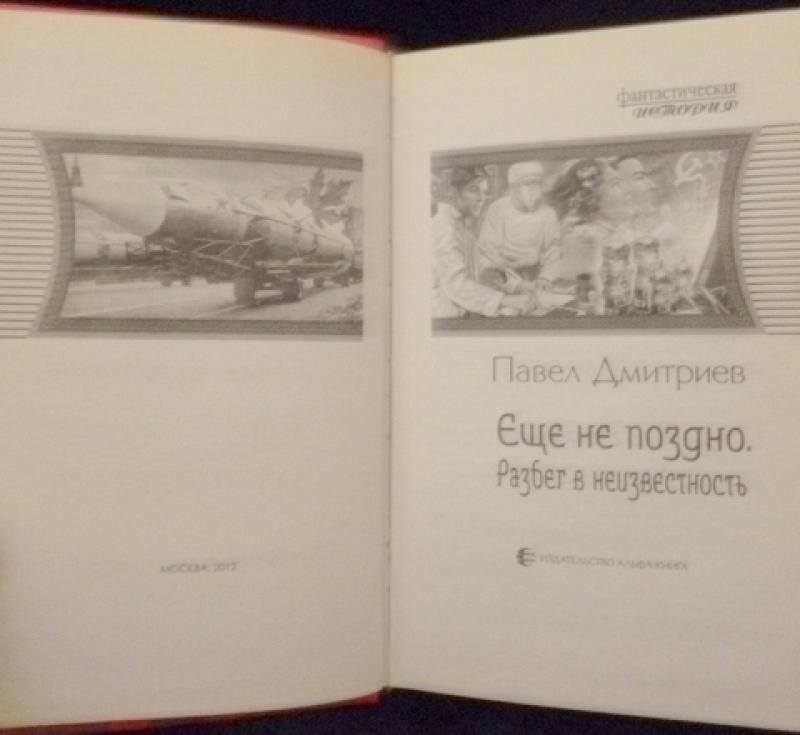 МОСКВА, 2012
фантастическая
ИСТОРИЯ
Павел Дмитриев
Еще не поздно.
Разбег в неизвестность
ИЗДАТЕЛЬСТВО АЛЬФА-КНИГА